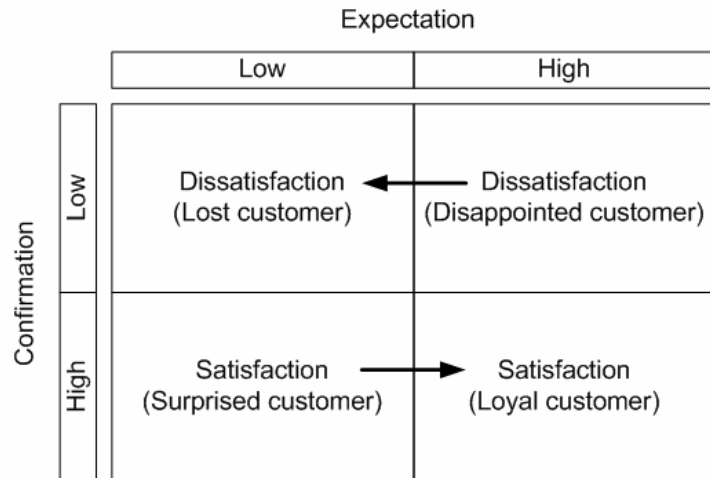 Expectation
Low
High
Confirmation
Low
Dissatisfaction
(Lost customer)
Dissatisfaction
(Disappointed customer)
High
Satisfaction
(Surprised customer)
Satisfaction
(Loyal customer)